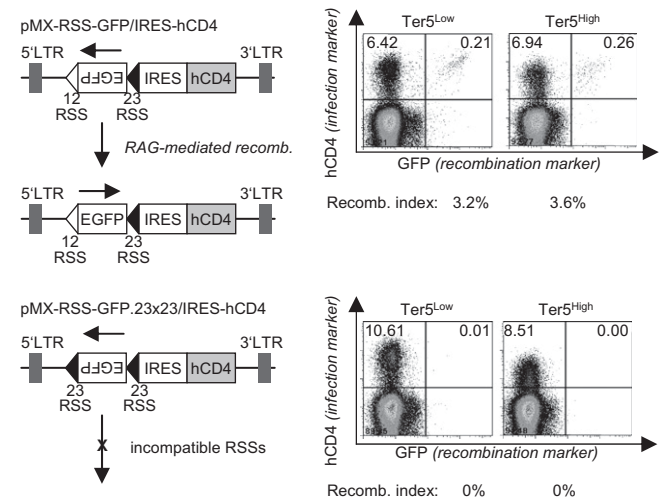 pMX-RSS-GFP/IRES-hCD4
5'LTR 3'LTR
EGFP IRES hCD4
12 RSS 23 RSS
RAG-mediated recomb.
5'LTR 3'LTR
EGFP IRES hCD4
12 RSS 23 RSS
Ter5Low Ter5High
6.42 0.21 6.94 0.26
hCD4 (infection marker)
GFP (recombination marker)
Recomb. index: 3.2% 3.6%
pMX-RSS-GFP.23x23/IRES-hCD4
5'LTR 3'LTR
EGFP IRES hCD4
23 RSS 23 RSS
X incompatible RSSs
Ter5Low Ter5High
10.61 0.01 8.51 0.00
hCD4 (infection marker)
GFP (recombination marker)
Recomb. index: 0% 0%